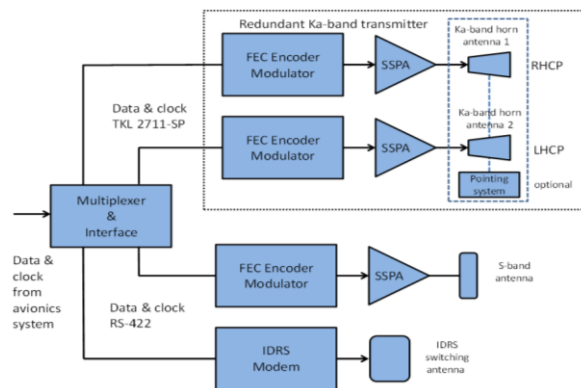 Redundant Ka-band transmitter
FEC Encoder
Modulator
SSPA
Ka-band horn
antenna 1
RHCP
Data & clock
TKL 2711-SP
FEC Encoder
Modulator
SSPA
Ka-band horn
antenna 2
LHCP
Pointing
system
optional
Multiplexer
&
Interface
Data &
clock
from
avionics
system
FEC Encoder
Modulator
SSPA
S-band
antenna
Data & clock
RS-422
IDRS
Modem
IDRS
switching
antenna